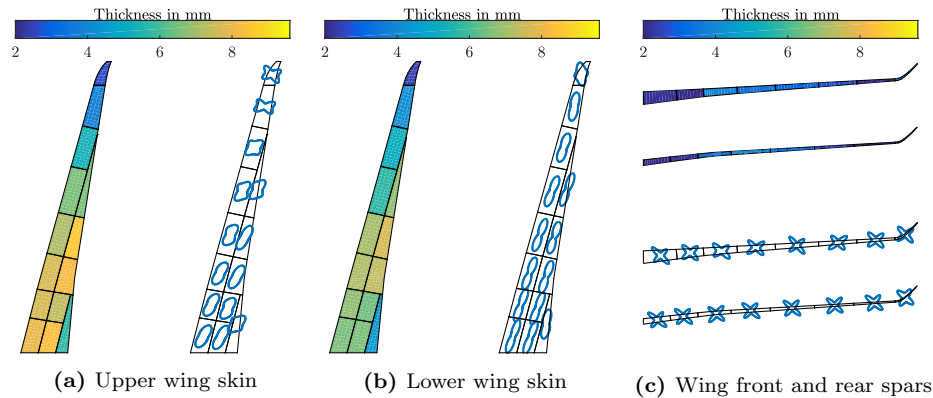 Thickness in mm
2 4 6 8
Thickness in mm
2 4 6 8
Thickness in mm
2 4 6 8
(a) Upper wing skin
(b) Lower wing skin
(c) Wing front and rear spars